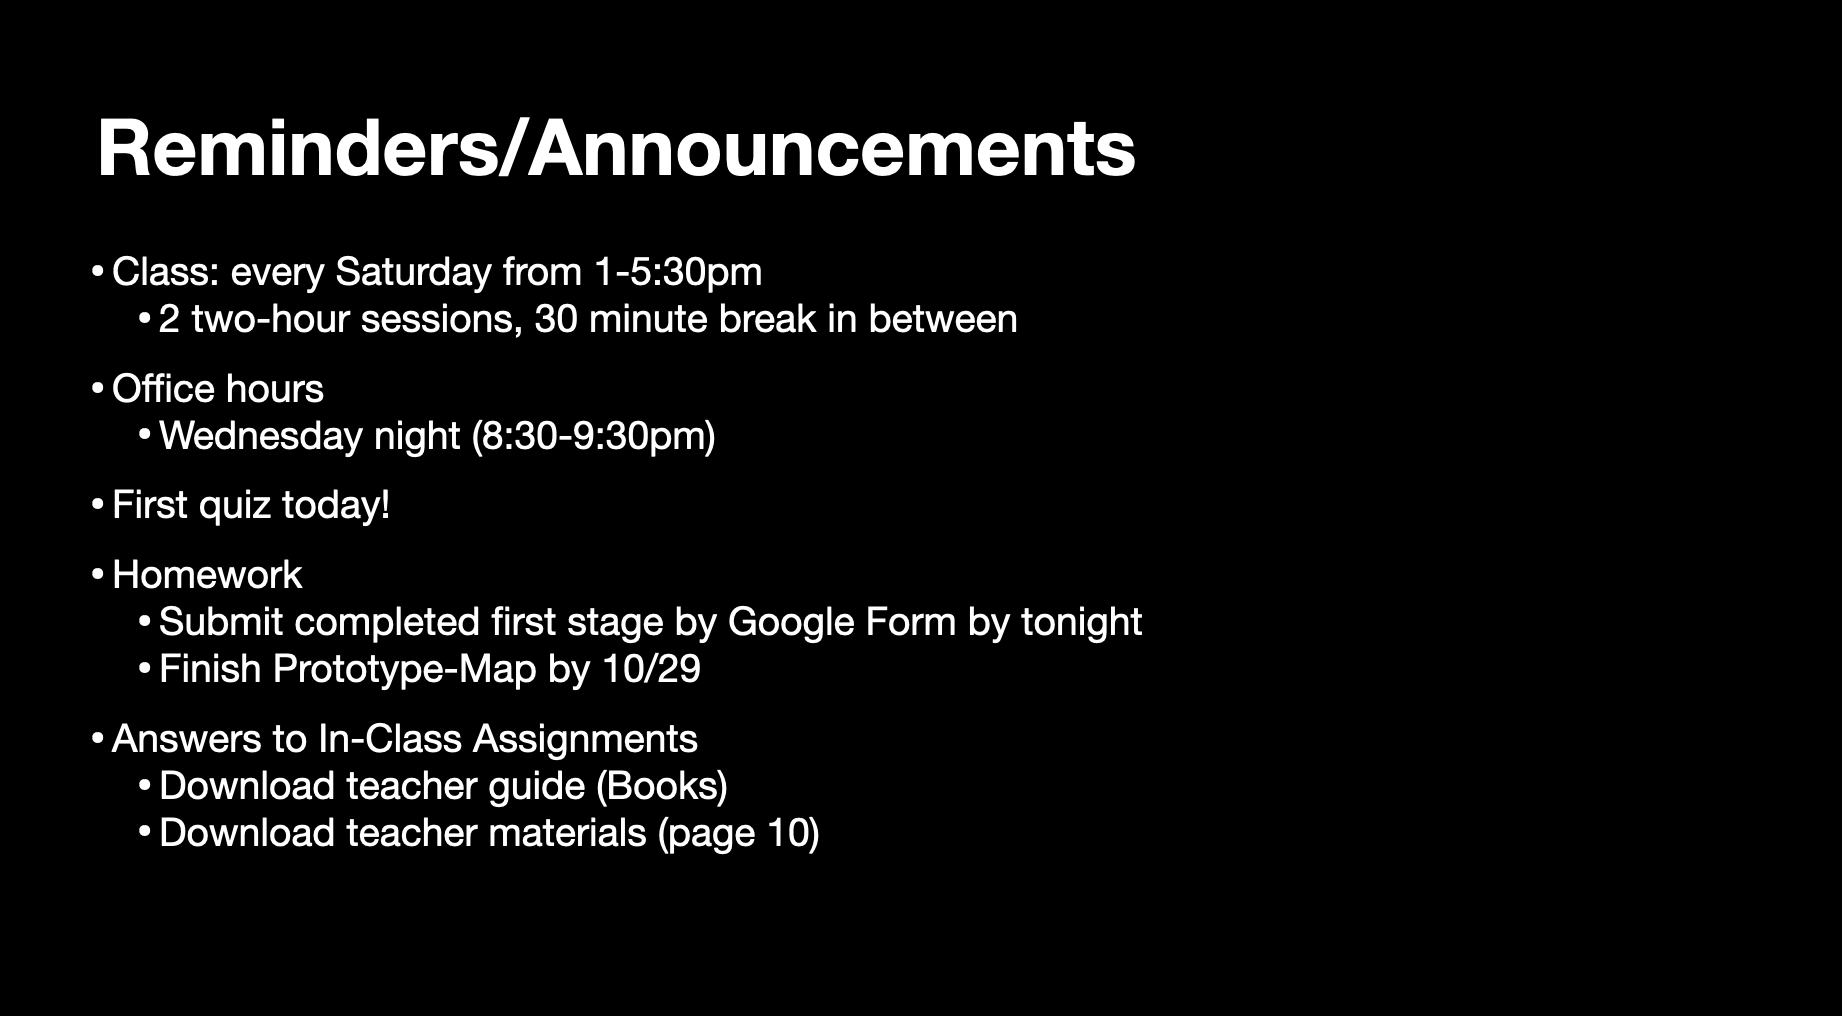 Reminders/Announcements
• Class: every Saturday from 1-5:30pm
• 2 two-hour sessions, 30 minute break in between
• Office hours
• Wednesday night (8:30-9:30pm)
• First quiz today!
• Homework
• Submit completed first stage by Google Form by tonight
• Finish Prototype-Map by 10/29
• Answers to In-Class Assignments
• Download teacher guide (Books)
• Download teacher materials (page 10)